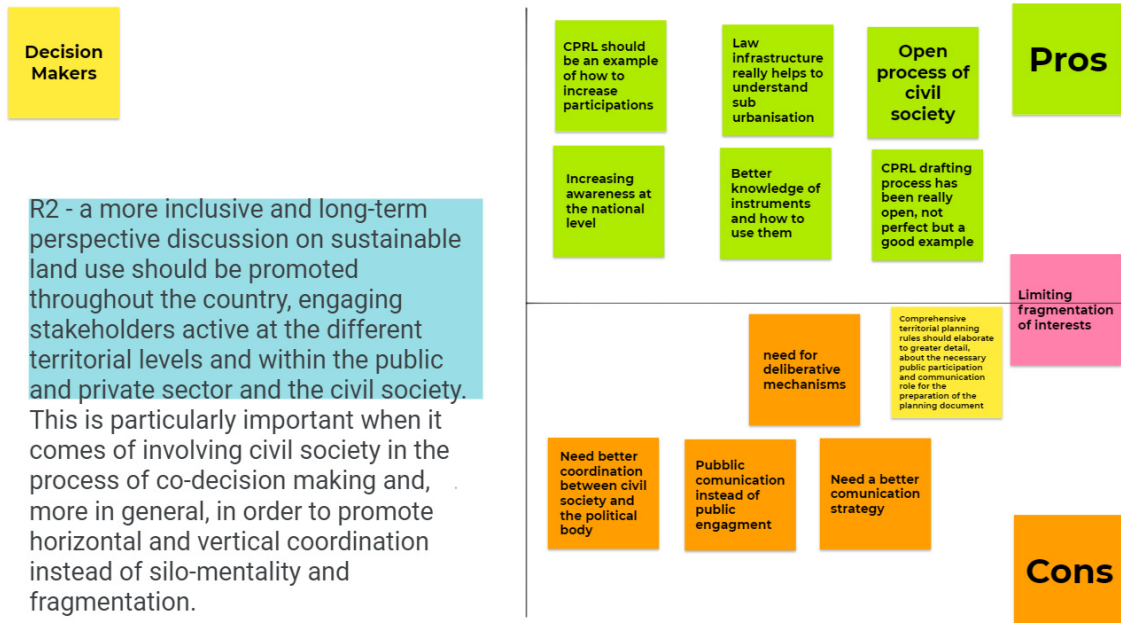 Decision
Makers
R2 - a more inclusive and long-term
perspective discussion on sustainable
land use should be promoted
throughout the country, engaging
stakeholders active at the different
territorial levels and within the public
and private sector and the civil society.
This is particularly important when it
comes of involving civil society in the
process of co-decision making and,
more in general, in order to promote
horizontal and vertical coordination
instead of silo-mentality and
fragmentation.
CPRL should
be an example
of how to
increase
participations
Law
infrastructure
really helps to
understand
sub
urbanisation
Open
process of
civil
society
Pros
Increasing
awareness at
the national
level
Better
knowledge of
instruments
and how to
use them
CPRL drafting
process has
been really
open, not
perfect but a
good example
Limiting
fragmentation
of interests
need for
deliberative
mechanisms
Comprehensive
territorial planning
rules should elaborate
to greater detail,
about the necessary
public participation
and communication
role for the
preparation of the
planning document
Need better
coordination
between civil
society and
the political
body
Pubblic
comunication
instead of
public
engagment
Need a better
comunication
strategy
Cons